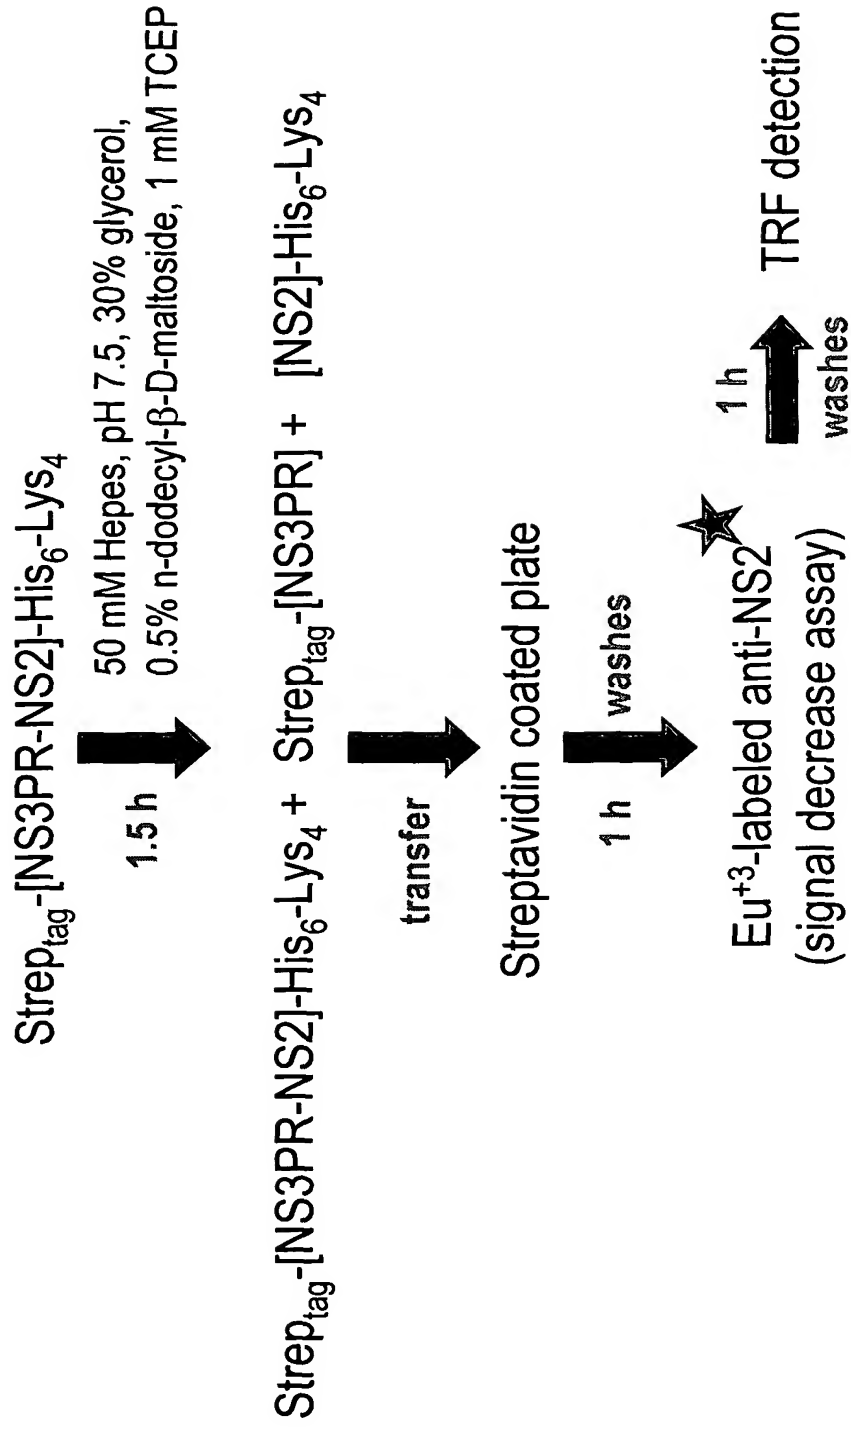 Strep_tag-[NS3PR-NS2]-His_6-Lys_4
1.5 h
50 mM Hepes, pH 7.5, 30% glycerol,
0.5% n-dodecyl-β-D-maltoside, 1 mM TCEP
Strep_tag-[NS3PR-NS2]-His_6-Lys_4 + Strep_tag-[NS3PR] + [NS2]-His_6-Lys_4
transfer
Streptavidin coated plate
1 h
washes
Eu^+3-labeled anti-NS2
(signal decrease assay)
1 h
washes
TRF detection